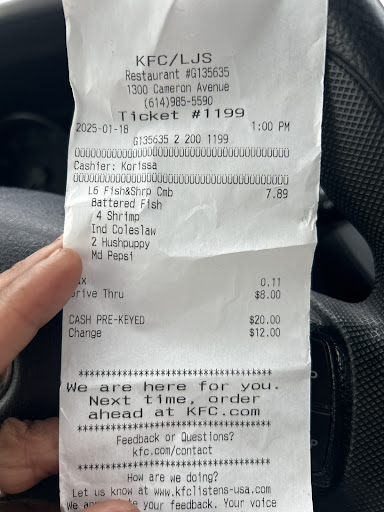 KFC/LJS
Restaurant #G135635
1300 Cameron Avenue
(614)985-5590
Ticket #1199
2025-01-18 1:00 PM
G135635 2 200 1199
Cashier: Korissa
L6 Fish&Shrp Cmb 7.89
Battered Fish
4 Shrimp
Ind Coleslaw
2 Hushpuppy
Md Pepsi
0.11
Drive Thru $8.00
CASH PRE-KEYED $20.00
Change $12.00
************************************
We are here for you.
Next time, order
ahead at KFC.com
************************************
Feedback or Questions?
kfc.com/contact
************************************
How are we doing?
Let us know at www.kfclistens-usa.com
We your feedback. Your voice